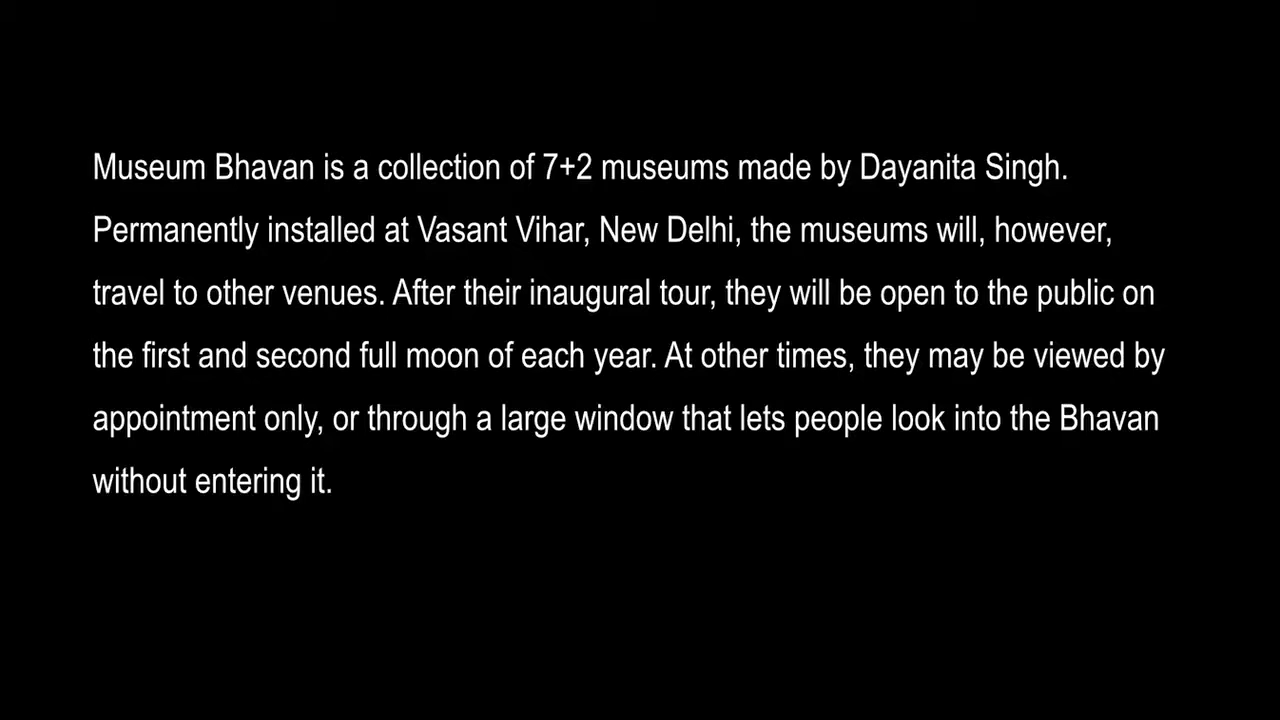 Museum Bhavan is a collection of 7+2 museums made by Dayanita Singh.
Permanently installed at Vasant Vihar, New Delhi, the museums will, however,
travel to other venues. After their inaugural tour, they will be open to the public on
the first and second full moon of each year. At other times, they may be viewed by
appointment only, or through a large window that lets people look into the Bhavan
without entering it.